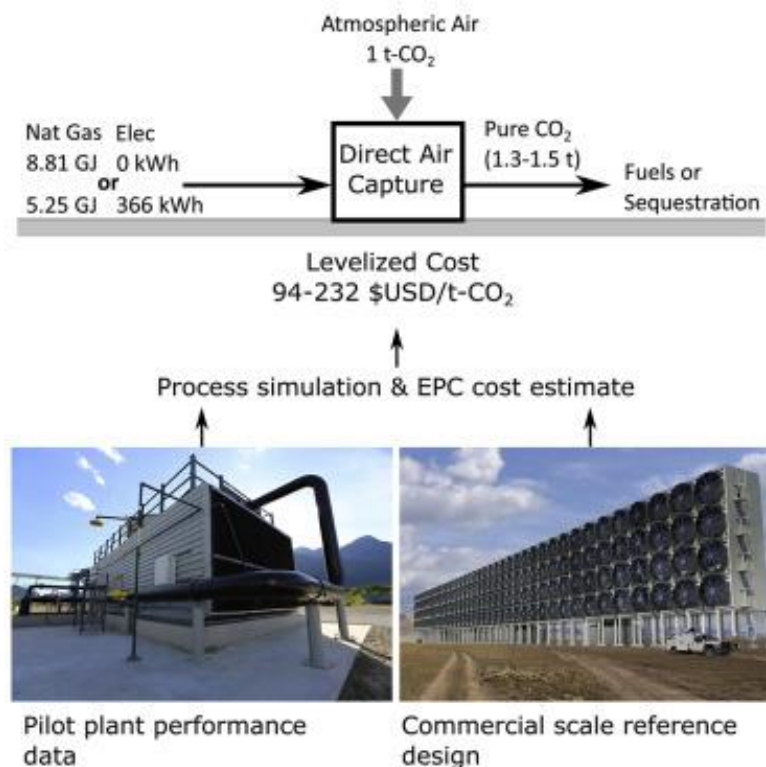 Atmospheric Air
1 t-CO₂
Nat Gas Elec
8.81 GJ 0 kWh
or
5.25 GJ 366 kWh
Direct Air
Capture
Pure CO₂
(1.3-1.5 t)
Fuels or
Sequestration
Levelized Cost
94-232 $USD/t-CO₂
Process simulation & EPC cost estimate
Pilot plant performance
data
Commercial scale reference
design